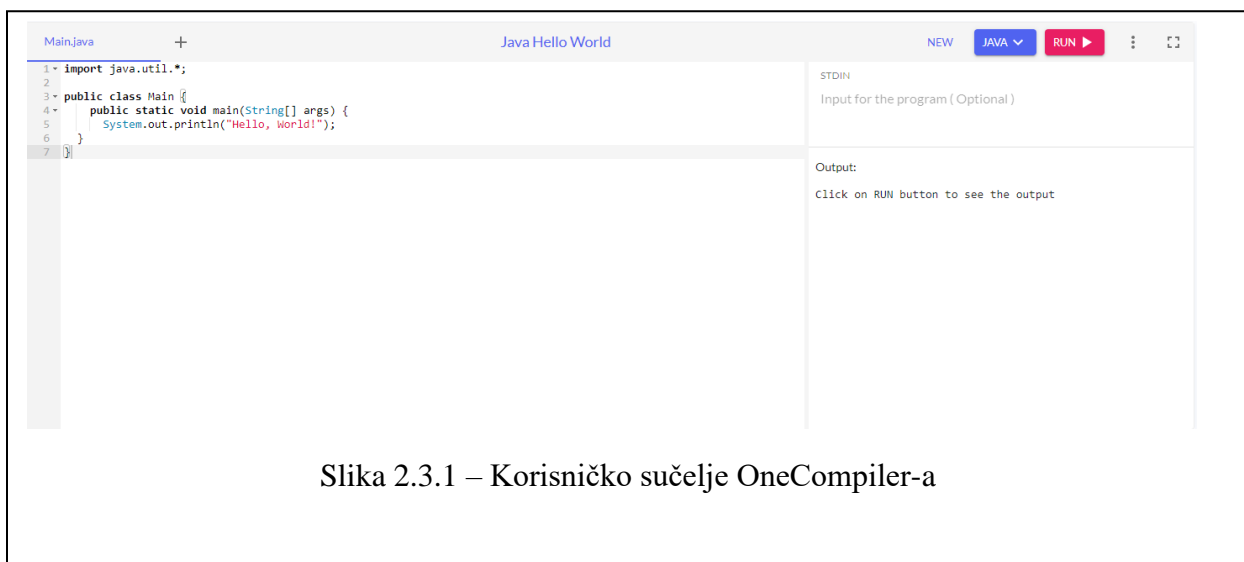 Main.java + Java Hello World NEW JAVA RUN
1 import java.util.*;
2
3 public class Main {
4 public static void main(String[] args) {
5 System.out.println("Hello, World!");
6 }
7 }
STDIN
Input for the program ( Optional )
Output:
Click on RUN button to see the output
Slika 2.3.1 – Korisničko sučelje OneCompiler-a